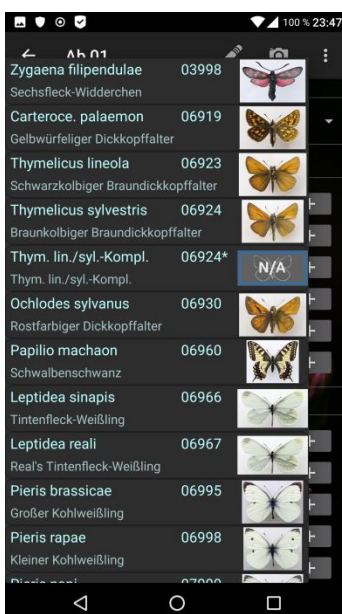 100 % 23:47
Ab 01
Zygaena filipendulae 03998
Sechsfleck-Widderchen
Carteroce. palaemon 06919
Gelbwürfeliger Dickkopffalter
Thymelicus lineola 06923
Schwarzkolbiger Braundickkopffalter
Thymelicus sylvestris 06924
Braunkolbiger Braundickkopffalter
Thym. lin./syl.-Kompl. 06924*
N/A
Thym. lin./syl.-Kompl.
Ochlodes sylvanus 06930
Rostfarbiger Dickkopffalter
Papilio machaon 06960
Schwalbenschwanz
Leptidea sinapis 06966
Tintenfleck-Weißling
Leptidea reali 06967
Real's Tintenfleck-Weißling
Pieris brassicae 06995
Großer Kohlweißling
Pieris rapae 06998
Kleiner Kohlweißling